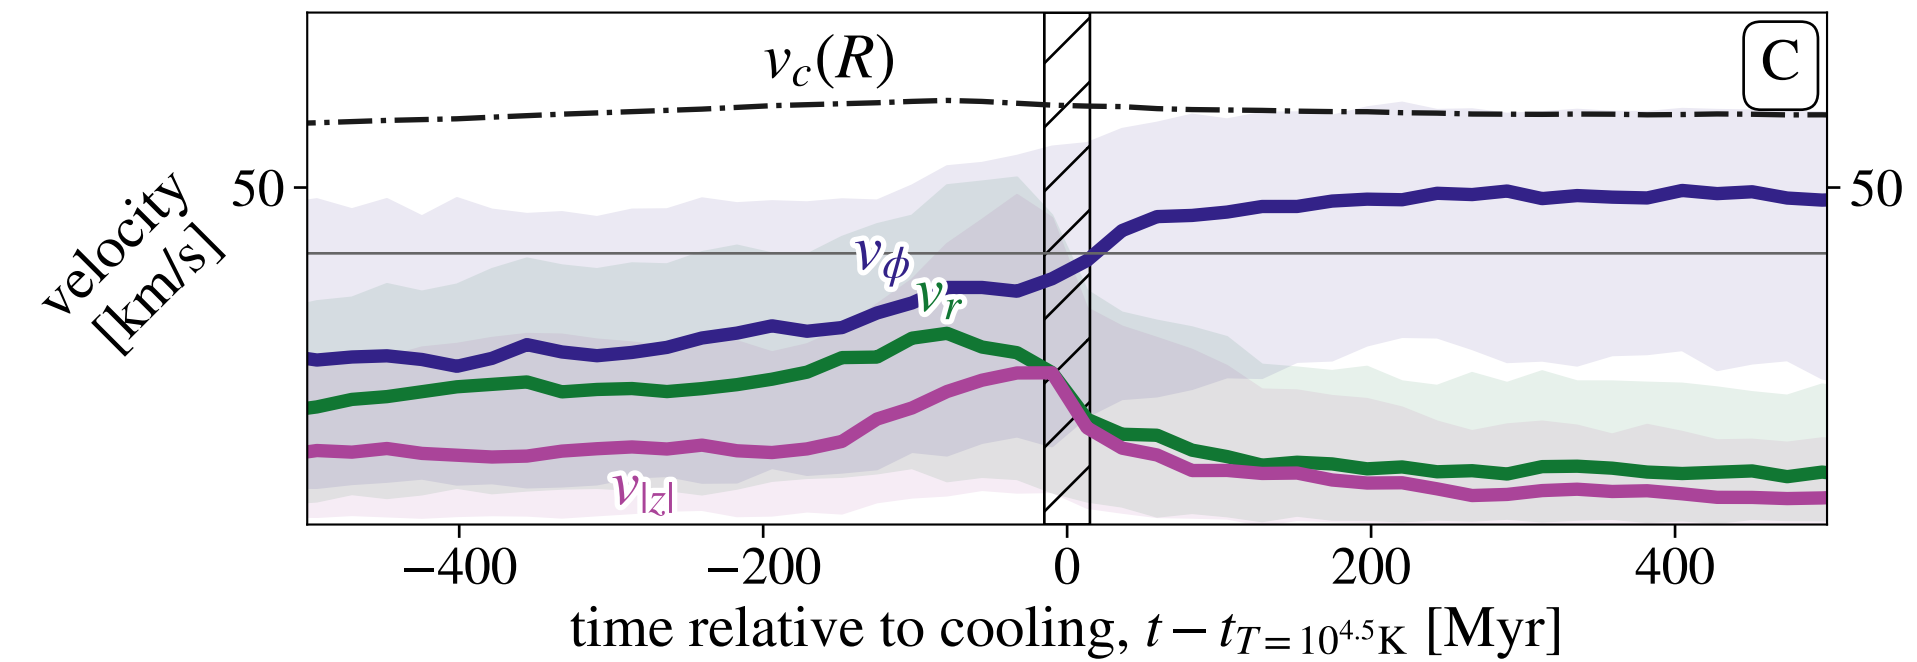 v_c(R)
C
velocity
[km/s]
50
50
v_ϕ
v_r
v_|z|
−400
−200
0
200
400
time relative to cooling, t − t_{T = 10^{4.5}K} [Myr]